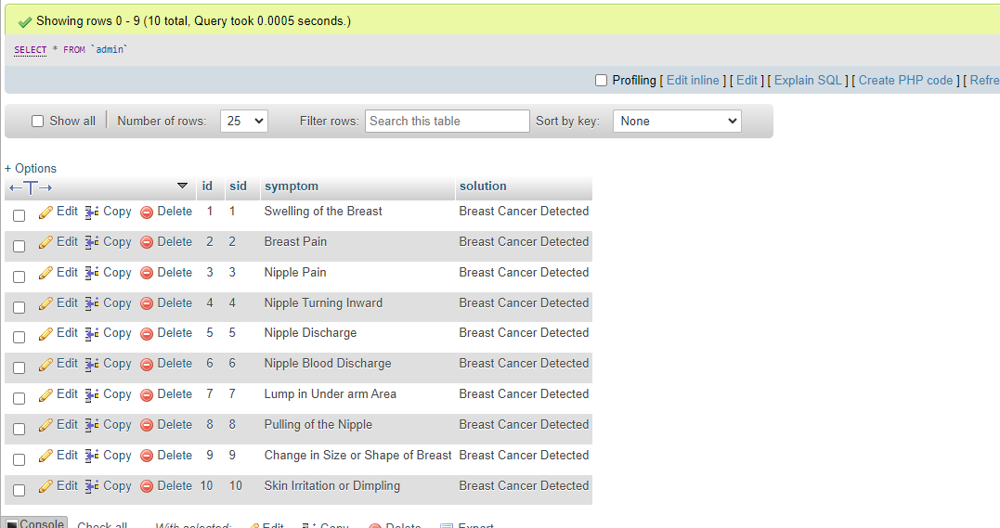 Showing rows 0 - 9 (10 total, Query took 0.0005 seconds.)
SELECT * FROM `admin`
Profiling [ Edit inline ] [ Edit ] [ Explain SQL ] [ Create PHP code ] [ Refre
Show all Number of rows: 25 Filter rows: Search this table Sort by key: None
+ Options
←T→ id sid symptom solution
Edit Copy Delete 1 1 Swelling of the Breast Breast Cancer Detected
Edit Copy Delete 2 2 Breast Pain Breast Cancer Detected
Edit Copy Delete 3 3 Nipple Pain Breast Cancer Detected
Edit Copy Delete 4 4 Nipple Turning Inward Breast Cancer Detected
Edit Copy Delete 5 5 Nipple Discharge Breast Cancer Detected
Edit Copy Delete 6 6 Nipple Blood Discharge Breast Cancer Detected
Edit Copy Delete 7 7 Lump in Under arm Area Breast Cancer Detected
Edit Copy Delete 8 8 Pulling of the Nipple Breast Cancer Detected
Edit Copy Delete 9 9 Change in Size or Shape of Breast Breast Cancer Detected
Edit Copy Delete 10 10 Skin Irritation or Dimpling Breast Cancer Detected
Console Check all With selected: Edit Copy Delete Export